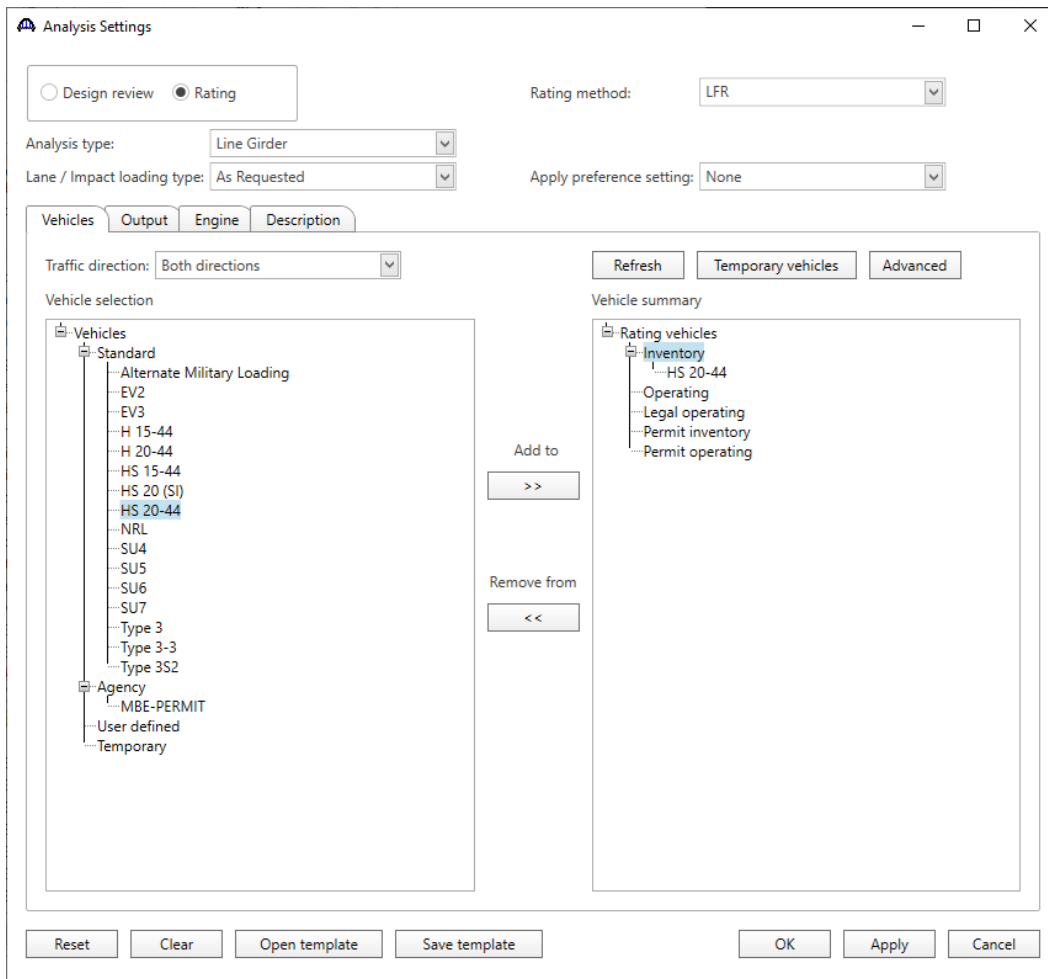 Analysis Settings
Design review Rating Rating method: LFR
Analysis type: Line Girder
Lane / Impact loading type: As Requested Apply preference setting: None
Vehicles Output Engine Description
Traffic direction: Both directions Refresh Temporary vehicles Advanced
Vehicle selection
Vehicles
Standard
Alternate Military Loading
EV2
EV3
H 15-44
H 20-44
HS 15-44
HS 20 (SI)
HS 20-44
NRL
SU4
SU5
SU6
SU7
Type 3
Type 3-3
Type 3S2
Agency
MBE-PERMIT
User defined
Temporary
Add to
>>
Remove from
<<
Vehicle summary
Rating vehicles
Inventory
HS 20-44
Operating
Legal operating
Permit inventory
Permit operating
Reset Clear Open template Save template OK Apply Cancel